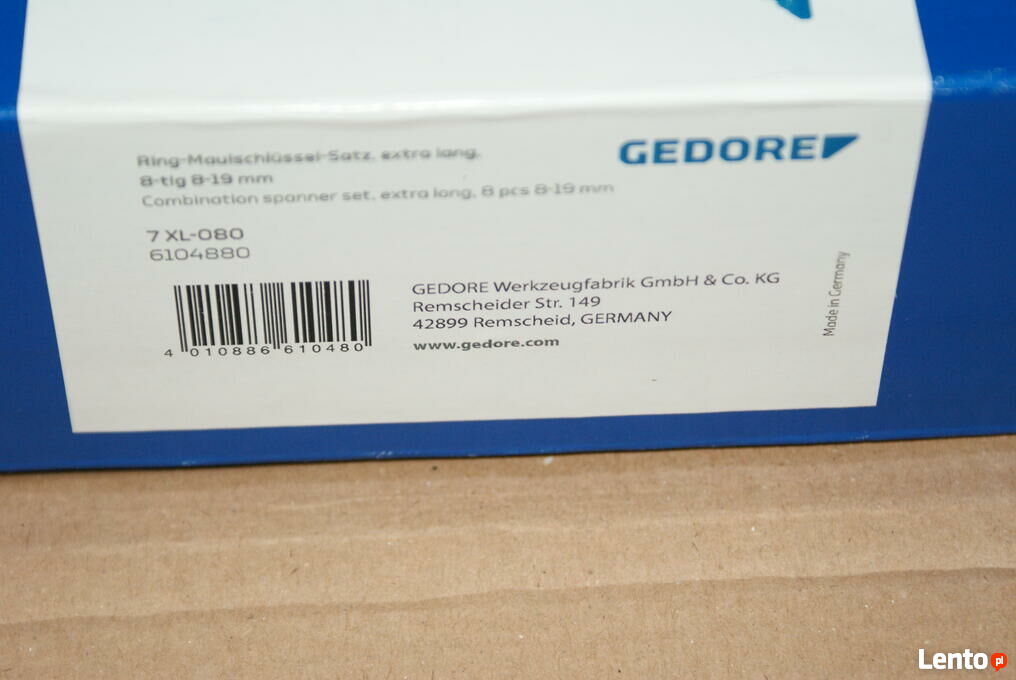 Ring-Maulschlüssel-Satz, extra lang,
8-tlg 8-19 mm
Combination spanner set, extra long, 8 pcs 8-19 mm
7 XL-080
6104880
4 010886 610480
GEDORE
GEDORE Werkzeugfabrik GmbH & Co. KG
Remscheider Str. 149
42899 Remscheid, GERMANY
www.gedore.com
Made in Germany
Lento pl